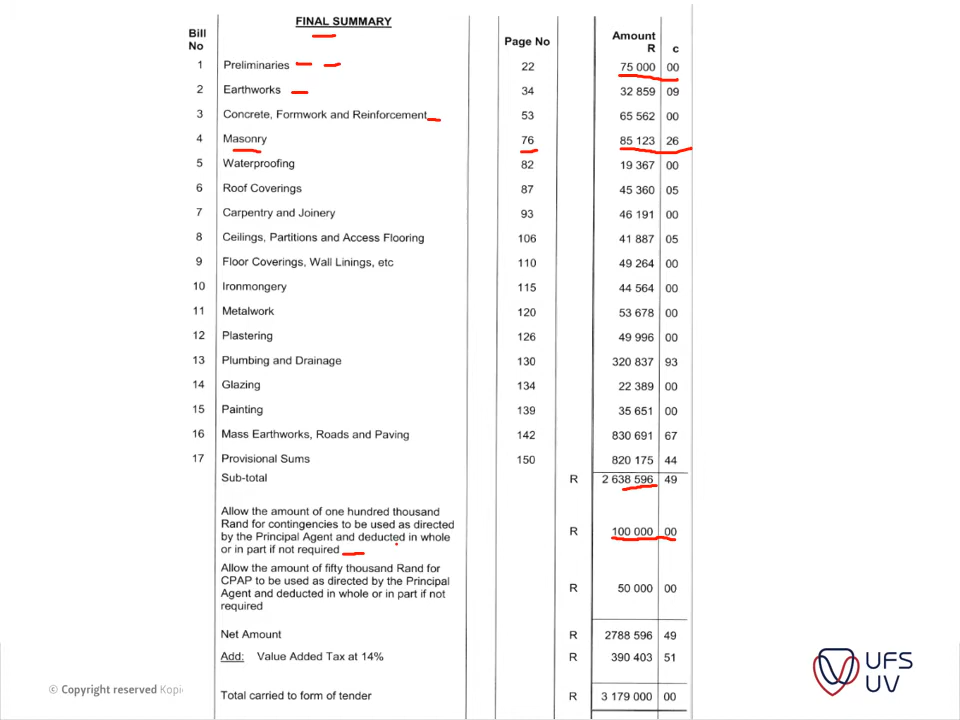 FINAL SUMMARY
Bill No Page No Amount R c
1 Preliminaries 22 75 000 00
2 Earthworks 34 32 859 09
3 Concrete, Formwork and Reinforcement 53 65 562 00
4 Masonry 76 85 123 26
5 Waterproofing 82 19 367 00
6 Roof Coverings 87 45 360 05
7 Carpentry and Joinery 93 46 191 00
8 Ceilings, Partitions and Access Flooring 106 41 887 05
9 Floor Coverings, Wall Linings, etc 110 49 264 00
10 Ironmongery 115 44 564 00
11 Metalwork 120 53 678 00
12 Plastering 126 49 996 00
13 Plumbing and Drainage 130 320 837 93
14 Glazing 134 22 389 00
15 Painting 139 35 651 00
16 Mass Earthworks, Roads and Paving 142 830 691 67
17 Provisional Sums 150 820 175 44
Sub-total R 2 638 596 49
Allow the amount of one hundred thousand
Rand for contingencies to be used as directed
by the Principal Agent and deducted in whole R 100 000 00
or in part if not required
Allow the amount of fifty thousand Rand for
CPAP to be used as directed by the Principal
Agent and deducted in whole or in part if not R 50 000 00
required
Net Amount R 2788 596 49
Add: Value Added Tax at 14% R 390 403 51
Total carried to form of tender R 3 179 000 00
© Copyright reserved Kopi
UFS
UV